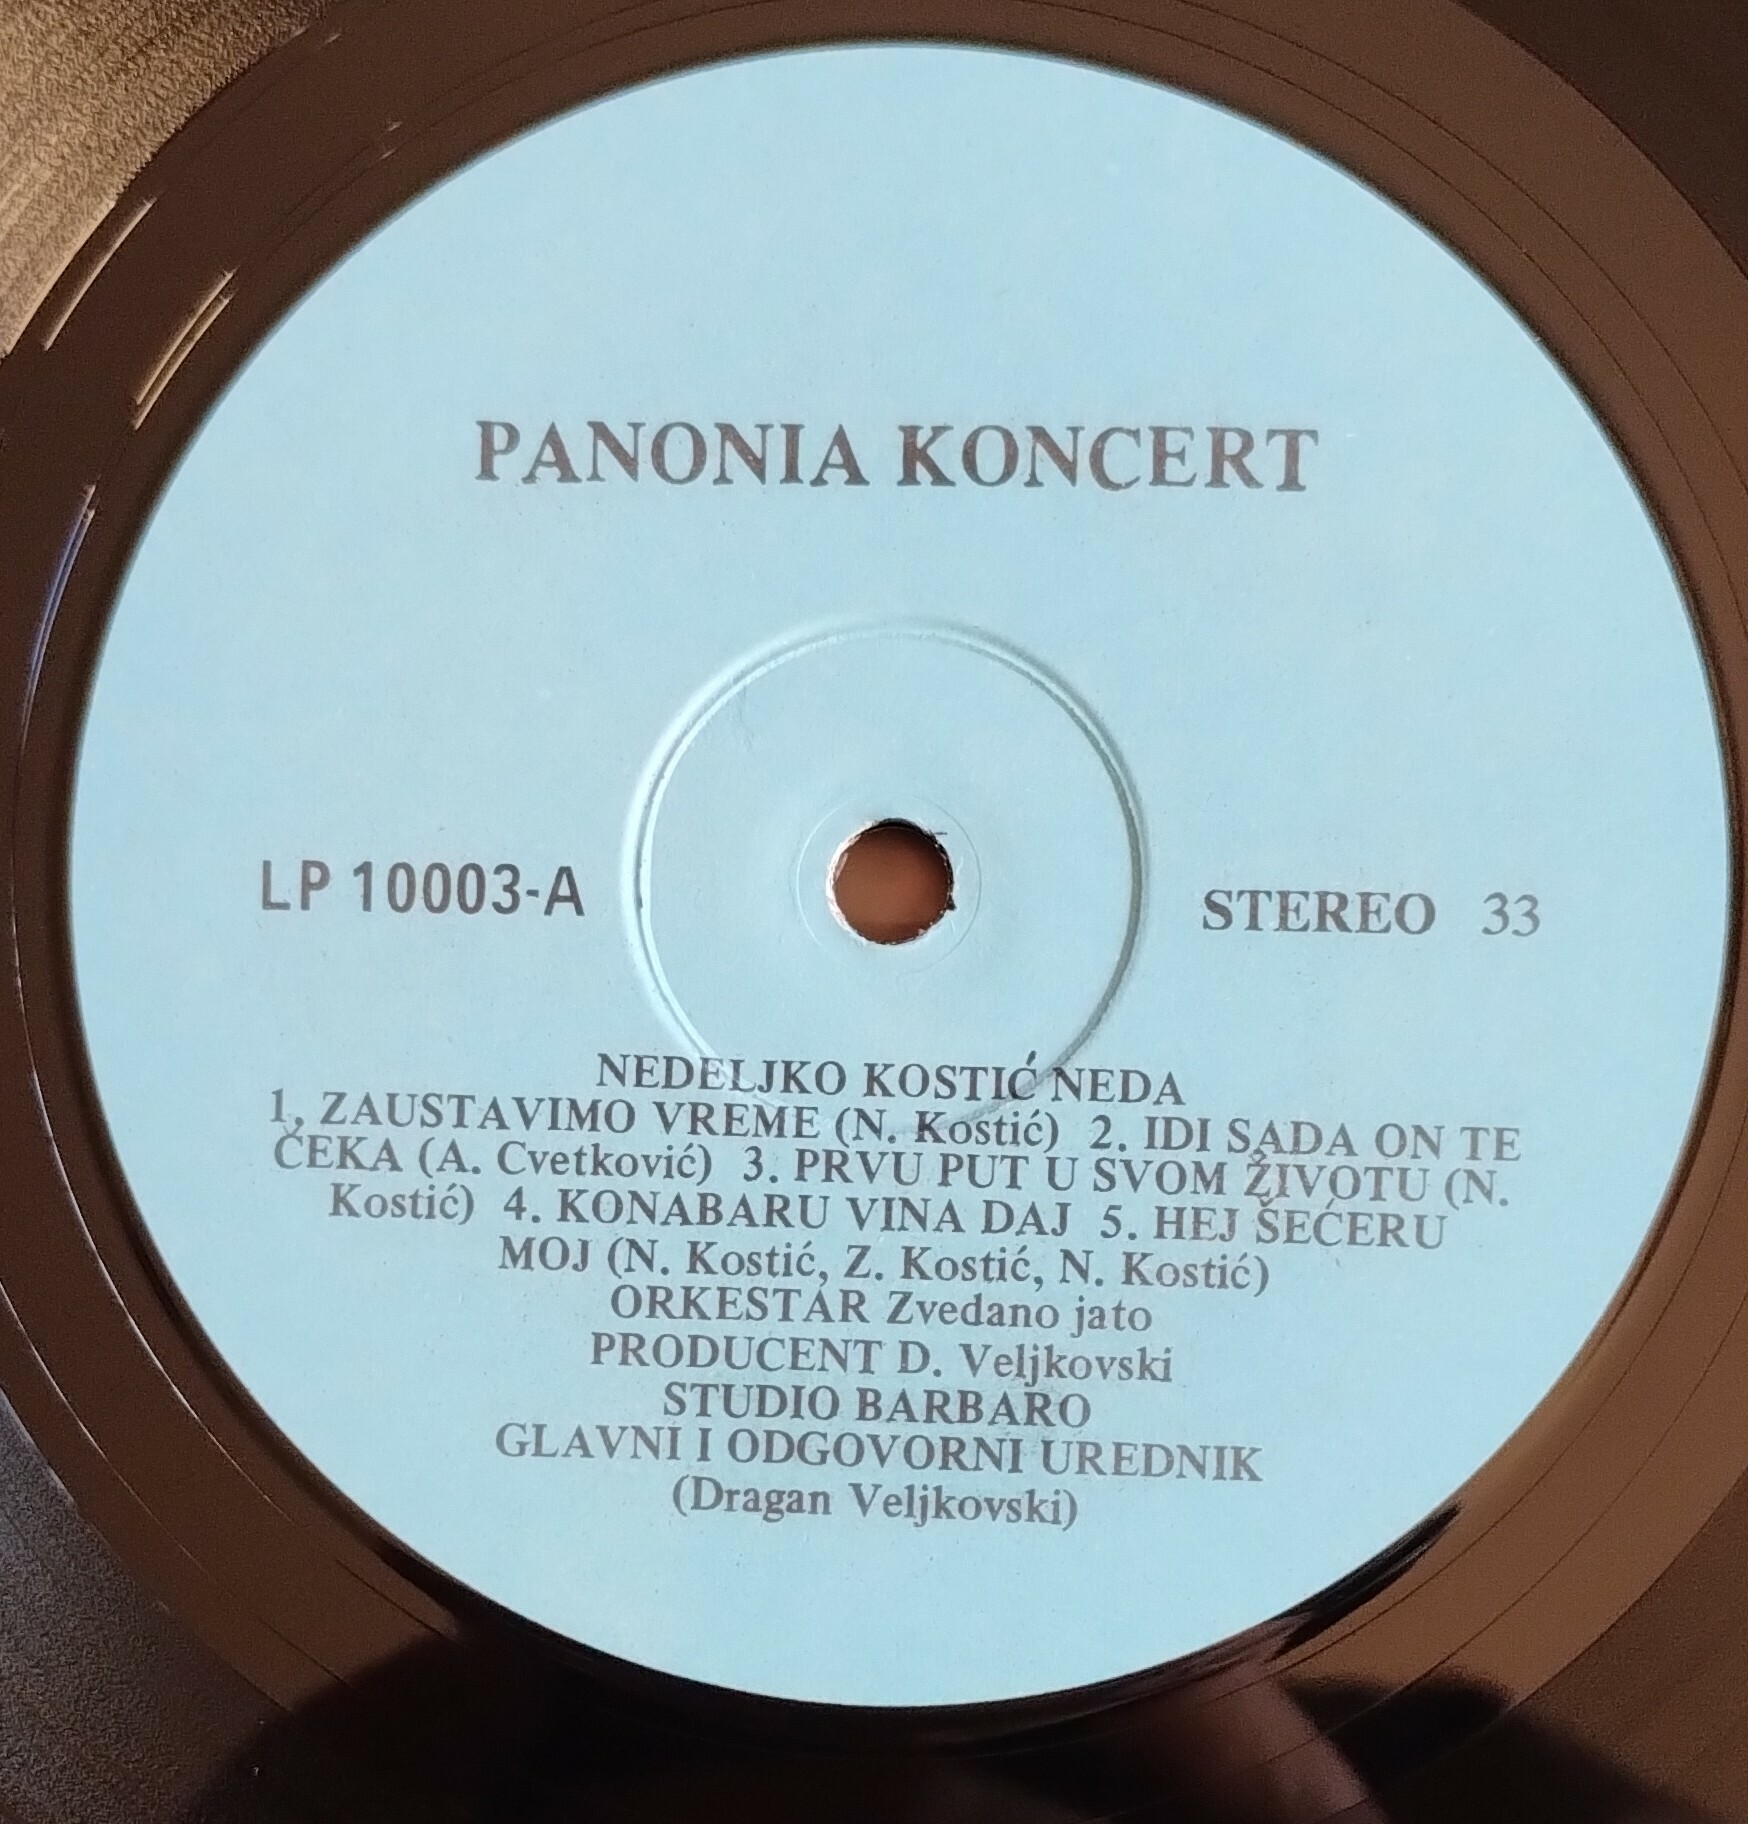 PANONIA KONCERT
LP 10003-A
STEREO 33
NEDELJKO KOSTIĆ NEDA
1, ZAUSTAVIMO VREME (N. Kostić) 2. IDI SADA ON TE
ČEKA (A. Cvetković) 3. PRVU PUT U SVOM ŽIVOTU (N.
Kostić) 4. KONABARU VINA DAJ 5. HEJ ŠEĆERU
MOJ (N. Kostić, Z. Kostić, N. Kostić)
ORKESTAR Zvedano jato
PRODUCENT D. Veljkovski
STUDIO BARBARO
GLAVNI I ODGOVORNI UREDNIK
(Dragan Veljkovski)